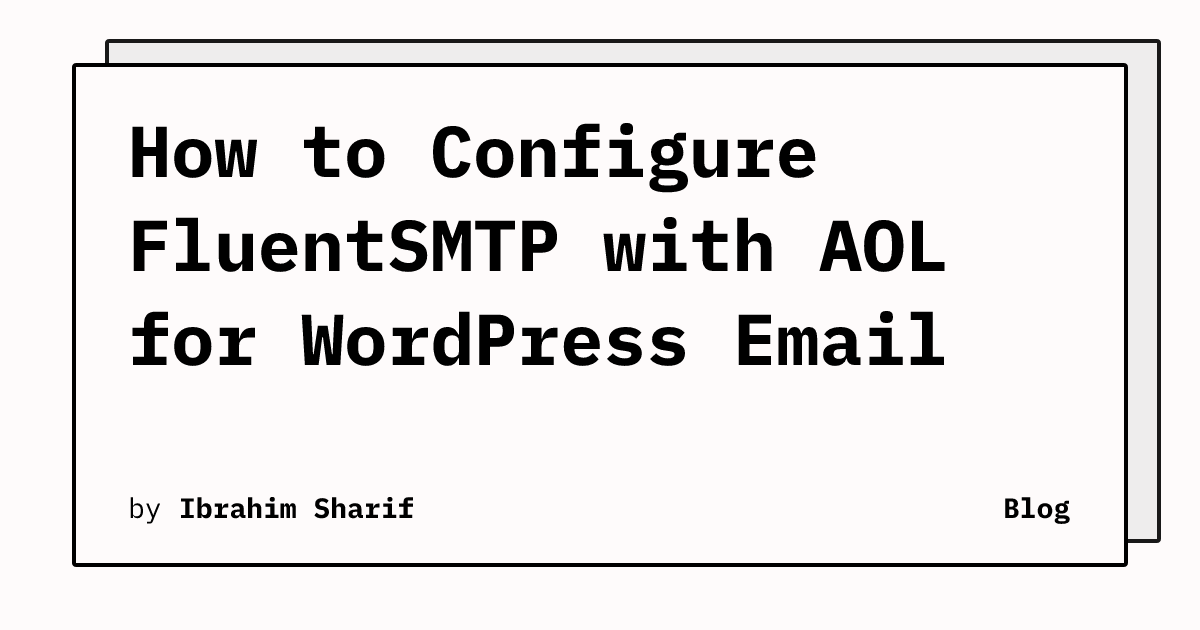 How to Configure
FluentSMTP with AOL
for WordPress Email
by Ibrahim Sharif
Blog